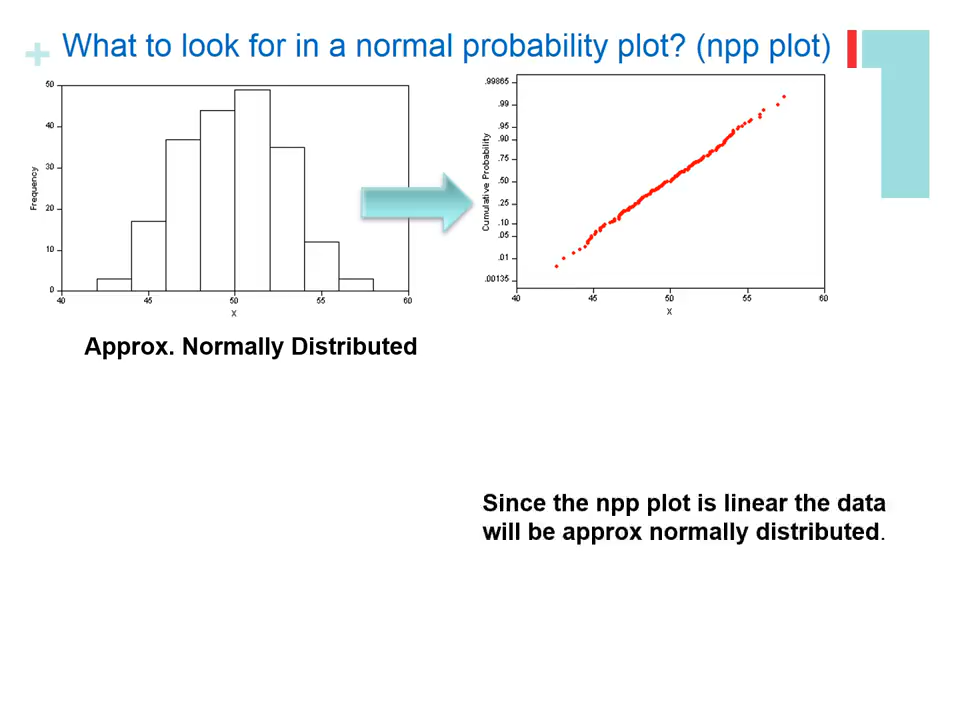 + What to look for in a normal probability plot? (npp plot)
50
40
30
20
10
0
Frequency
40 45 50 55 60
X
.99865
.99
.95
.90
.75
.50
.25
.10
.05
.01
.00135
Cumulative Probability
40 45 50 55 60
X
Approx. Normally Distributed
Since the npp plot is linear the data
will be approx normally distributed.